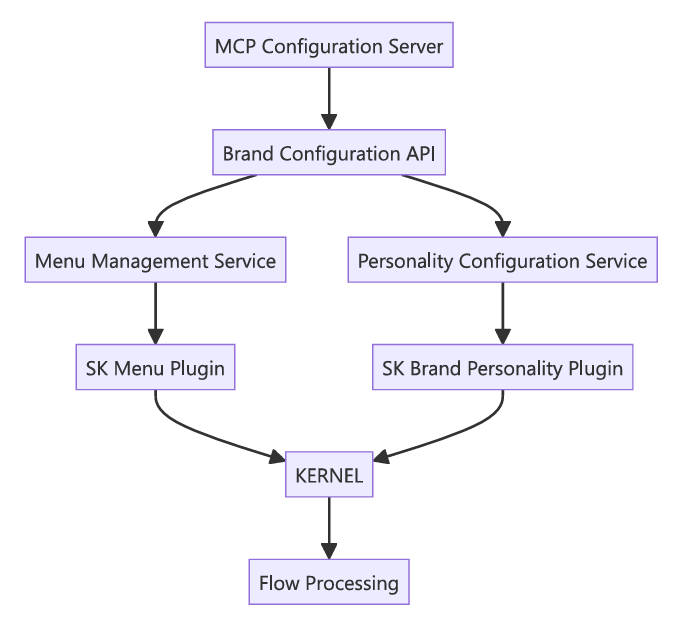 MCP Configuration Server
Brand Configuration API
Menu Management Service
Personality Configuration Service
SK Menu Plugin
SK Brand Personality Plugin
KERNEL
Flow Processing